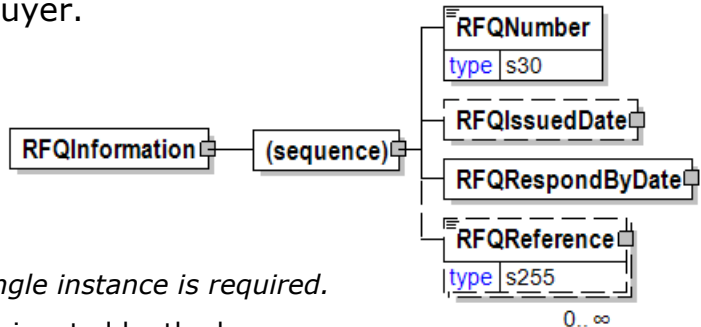 uyer.
RFQNumber
type s30
RFQIssuedDate
RFQInformation
(sequence)
RFQRespondByDate
RFQReference
type s255
ngle instance is required.
0..∞